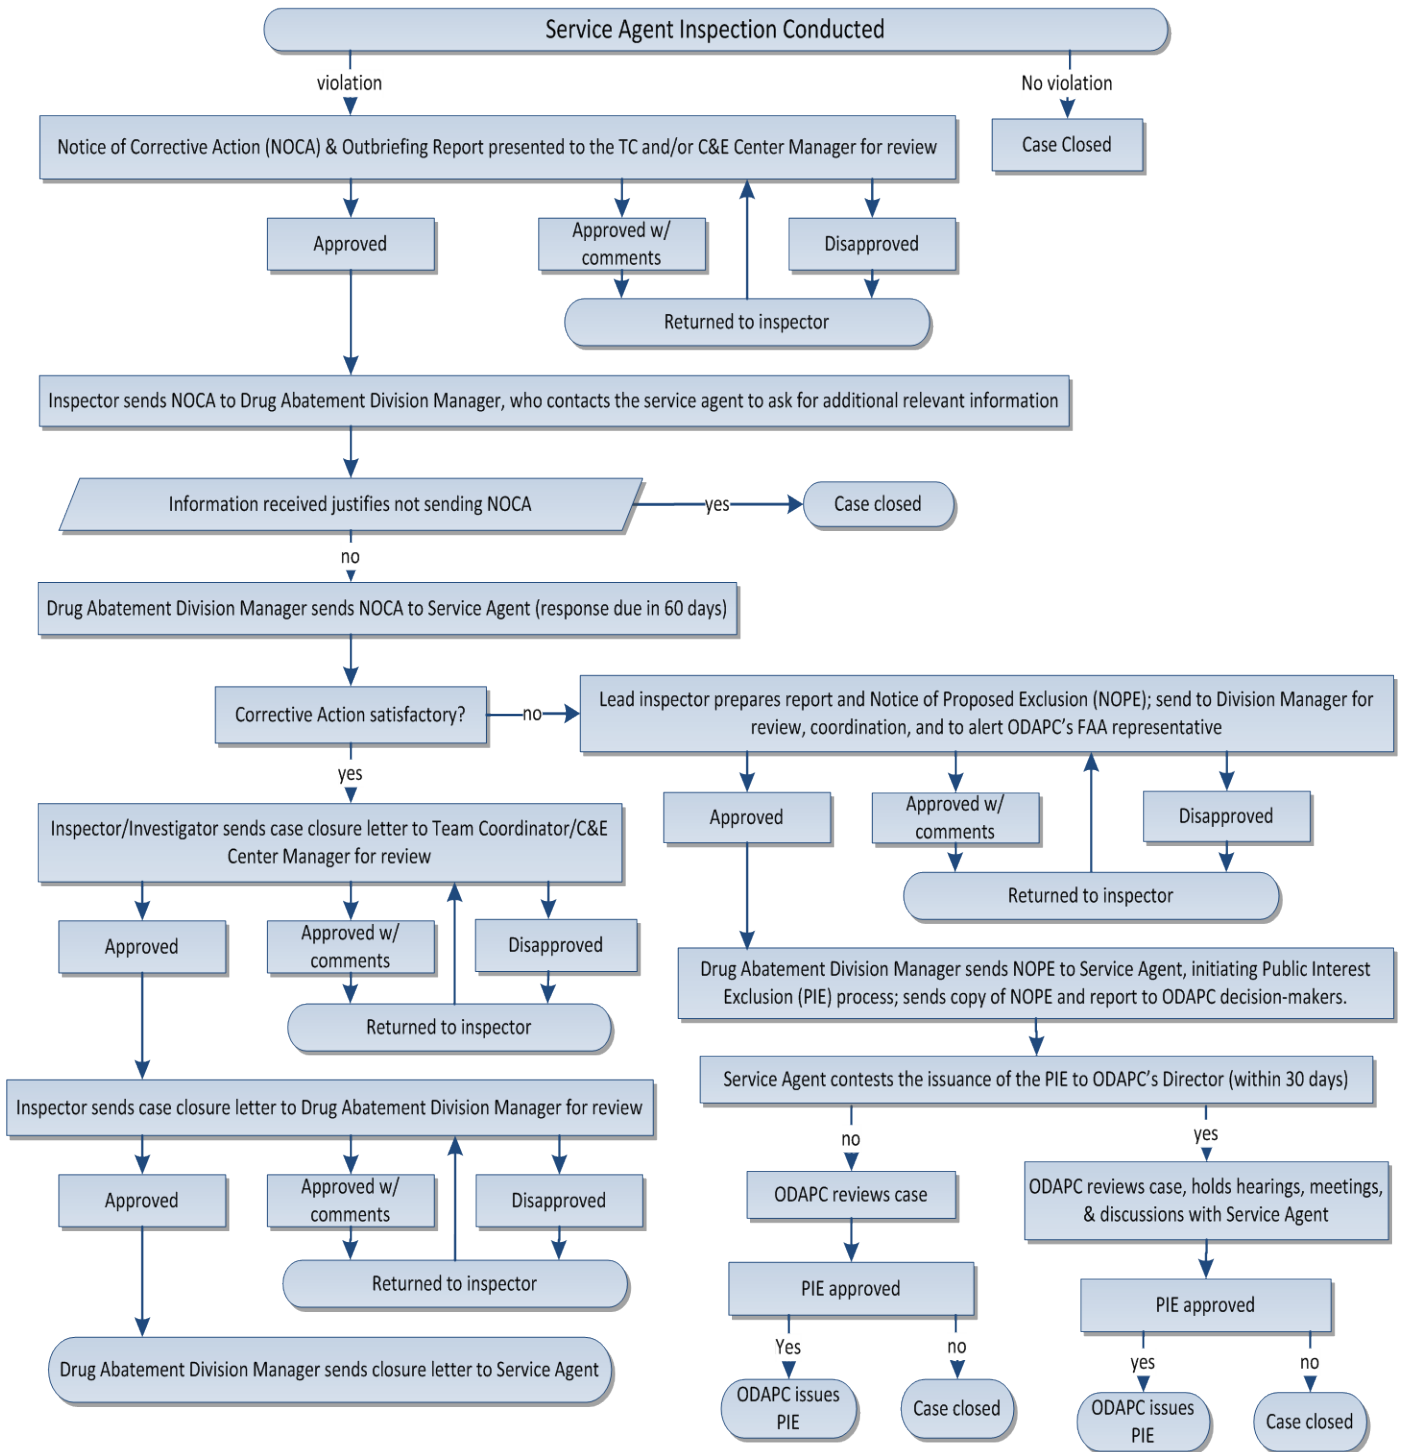 Service Agent Inspection Conducted
violation
No violation
Notice of Corrective Action (NOCA) & Outbriefing Report presented to the TC and/or C&E Center Manager for review
Case Closed
Approved
Approved w/
comments
Disapproved
Returned to inspector
Inspector sends NOCA to Drug Abatement Division Manager, who contacts the service agent to ask for additional relevant information
Information received justifies not sending NOCA
yes
Case closed
no
Drug Abatement Division Manager sends NOCA to Service Agent (response due in 60 days)
Corrective Action satisfactory?
no
Lead inspector prepares report and Notice of Proposed Exclusion (NOPE); send to Division Manager for
review, coordination, and to alert ODAPC's FAA representative
yes
Inspector/Investigator sends case closure letter to Team Coordinator/C&E
Center Manager for review
Approved
Approved w/
comments
Disapproved
Returned to inspector
Approved
Approved w/
comments
Disapproved
Returned to inspector
Drug Abatement Division Manager sends NOPE to Service Agent, initiating Public Interest
Exclusion (PIE) process; sends copy of NOPE and report to ODAPC decision-makers.
Inspector sends case closure letter to Drug Abatement Division Manager for review
Approved
Approved w/
comments
Disapproved
Returned to inspector
Drug Abatement Division Manager sends closure letter to Service Agent
Service Agent contests the issuance of the PIE to ODAPC's Director (within 30 days)
no
ODAPC reviews case
PIE approved
Yes
no
ODAPC issues
PIE
Case closed
yes
ODAPC reviews case, holds hearings, meetings,
& discussions with Service Agent
PIE approved
yes
no
ODAPC issues
PIE
Case closed